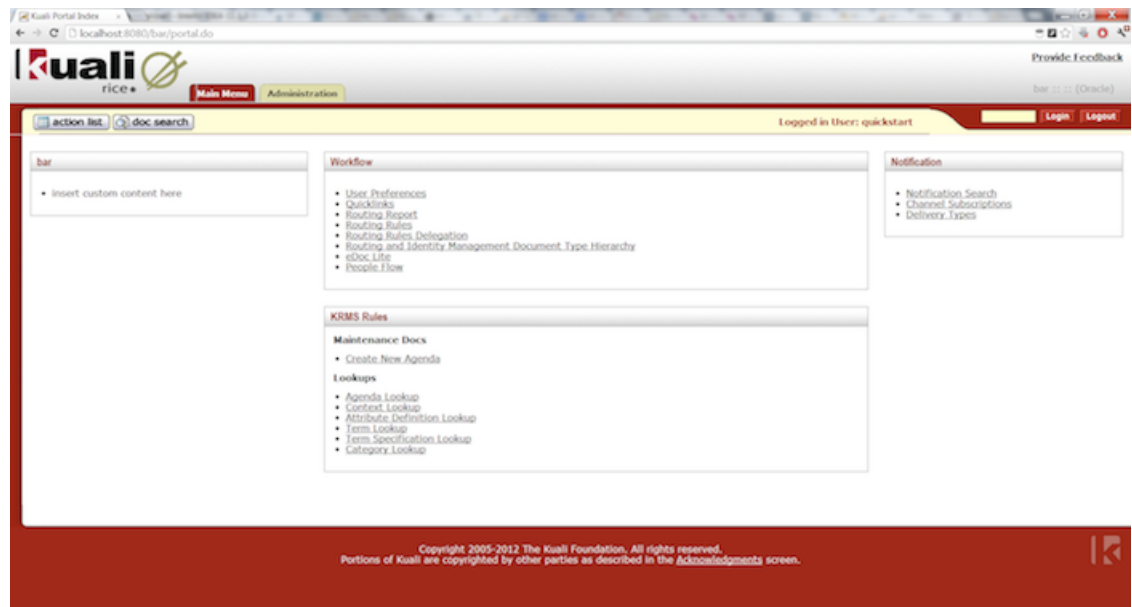 Kuali Portal Index
localhost:8080/bar/portal.do
Kuali
rice
Provide Feedback
Main Menu
Administration
bar :: :: (Oracle)
action list
doc search
Logged in User: quickstart
Login
Logout
bar
Insert custom content here
Workflow
User Preferences
Quicklinks
Routing Report
Routing Rules
Routing Rules Delegation
Routing and Identity Management Document Type Hierarchy
eDoc Lite
People Flow
KRMS Rules
Maintenance Docs
Create New Agenda
Lookups
Agenda Lookup
Context Lookup
Attribute Definition Lookup
Term Lookup
Term Specification Lookup
Category Lookup
Notification
Notification Search
Channel Subscriptions
Delivery Types
Copyright 2005-2012 The Kuali Foundation. All rights reserved.
Portions of Kuali are copyrighted by other parties as described in the Acknowledgments screen.